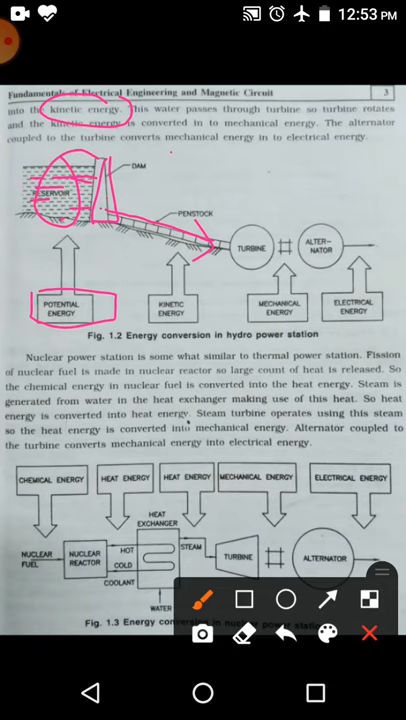 12:53 PM
Fundamentals of Electrical Engineering and Magnetic Circuit 3
into the kinetic energy. This water passes through turbine so turbine rotates
and the kinetic energy is converted in to mechanical energy. The alternator
coupled to the turbine converts mechanical energy in to electrical energy.
DAM
RESERVOIR
PENSTOCK
TURBINE
ALTER-
NATOR
POTENTIAL
ENERGY
KINETIC
ENERGY
MECHANICAL
ENERGY
ELECTRICAL
ENERGY
Fig. 1.2 Energy conversion in hydro power station
Nuclear power station is some what similar to thermal power station. Fission
of nuclear fuel is made in nuclear reactor so large count of heat is released. So
the chemical energy in nuclear fuel is converted into the heat energy. Steam is
generated from water in the heat exchanger making use of this heat. So heat
energy is converted into heat energy. Steam turbine operates using this steam
so the heat energy is converted into mechanical energy. Alternator coupled to
the turbine converts mechanical energy into electrical energy.
CHEMICAL ENERGY
HEAT ENERGY
HEAT ENERGY
MECHANICAL ENERGY
ELECTRICAL ENERGY
HEAT
EXCHANGER
NUCLEAR
FUEL
NUCLEAR
REACTOR
HOT
COLD
COOLANT
STEAM
TURBINE
ALTERNATOR
WATER
Fig. 1.3 Energy conversion in nuclear power station